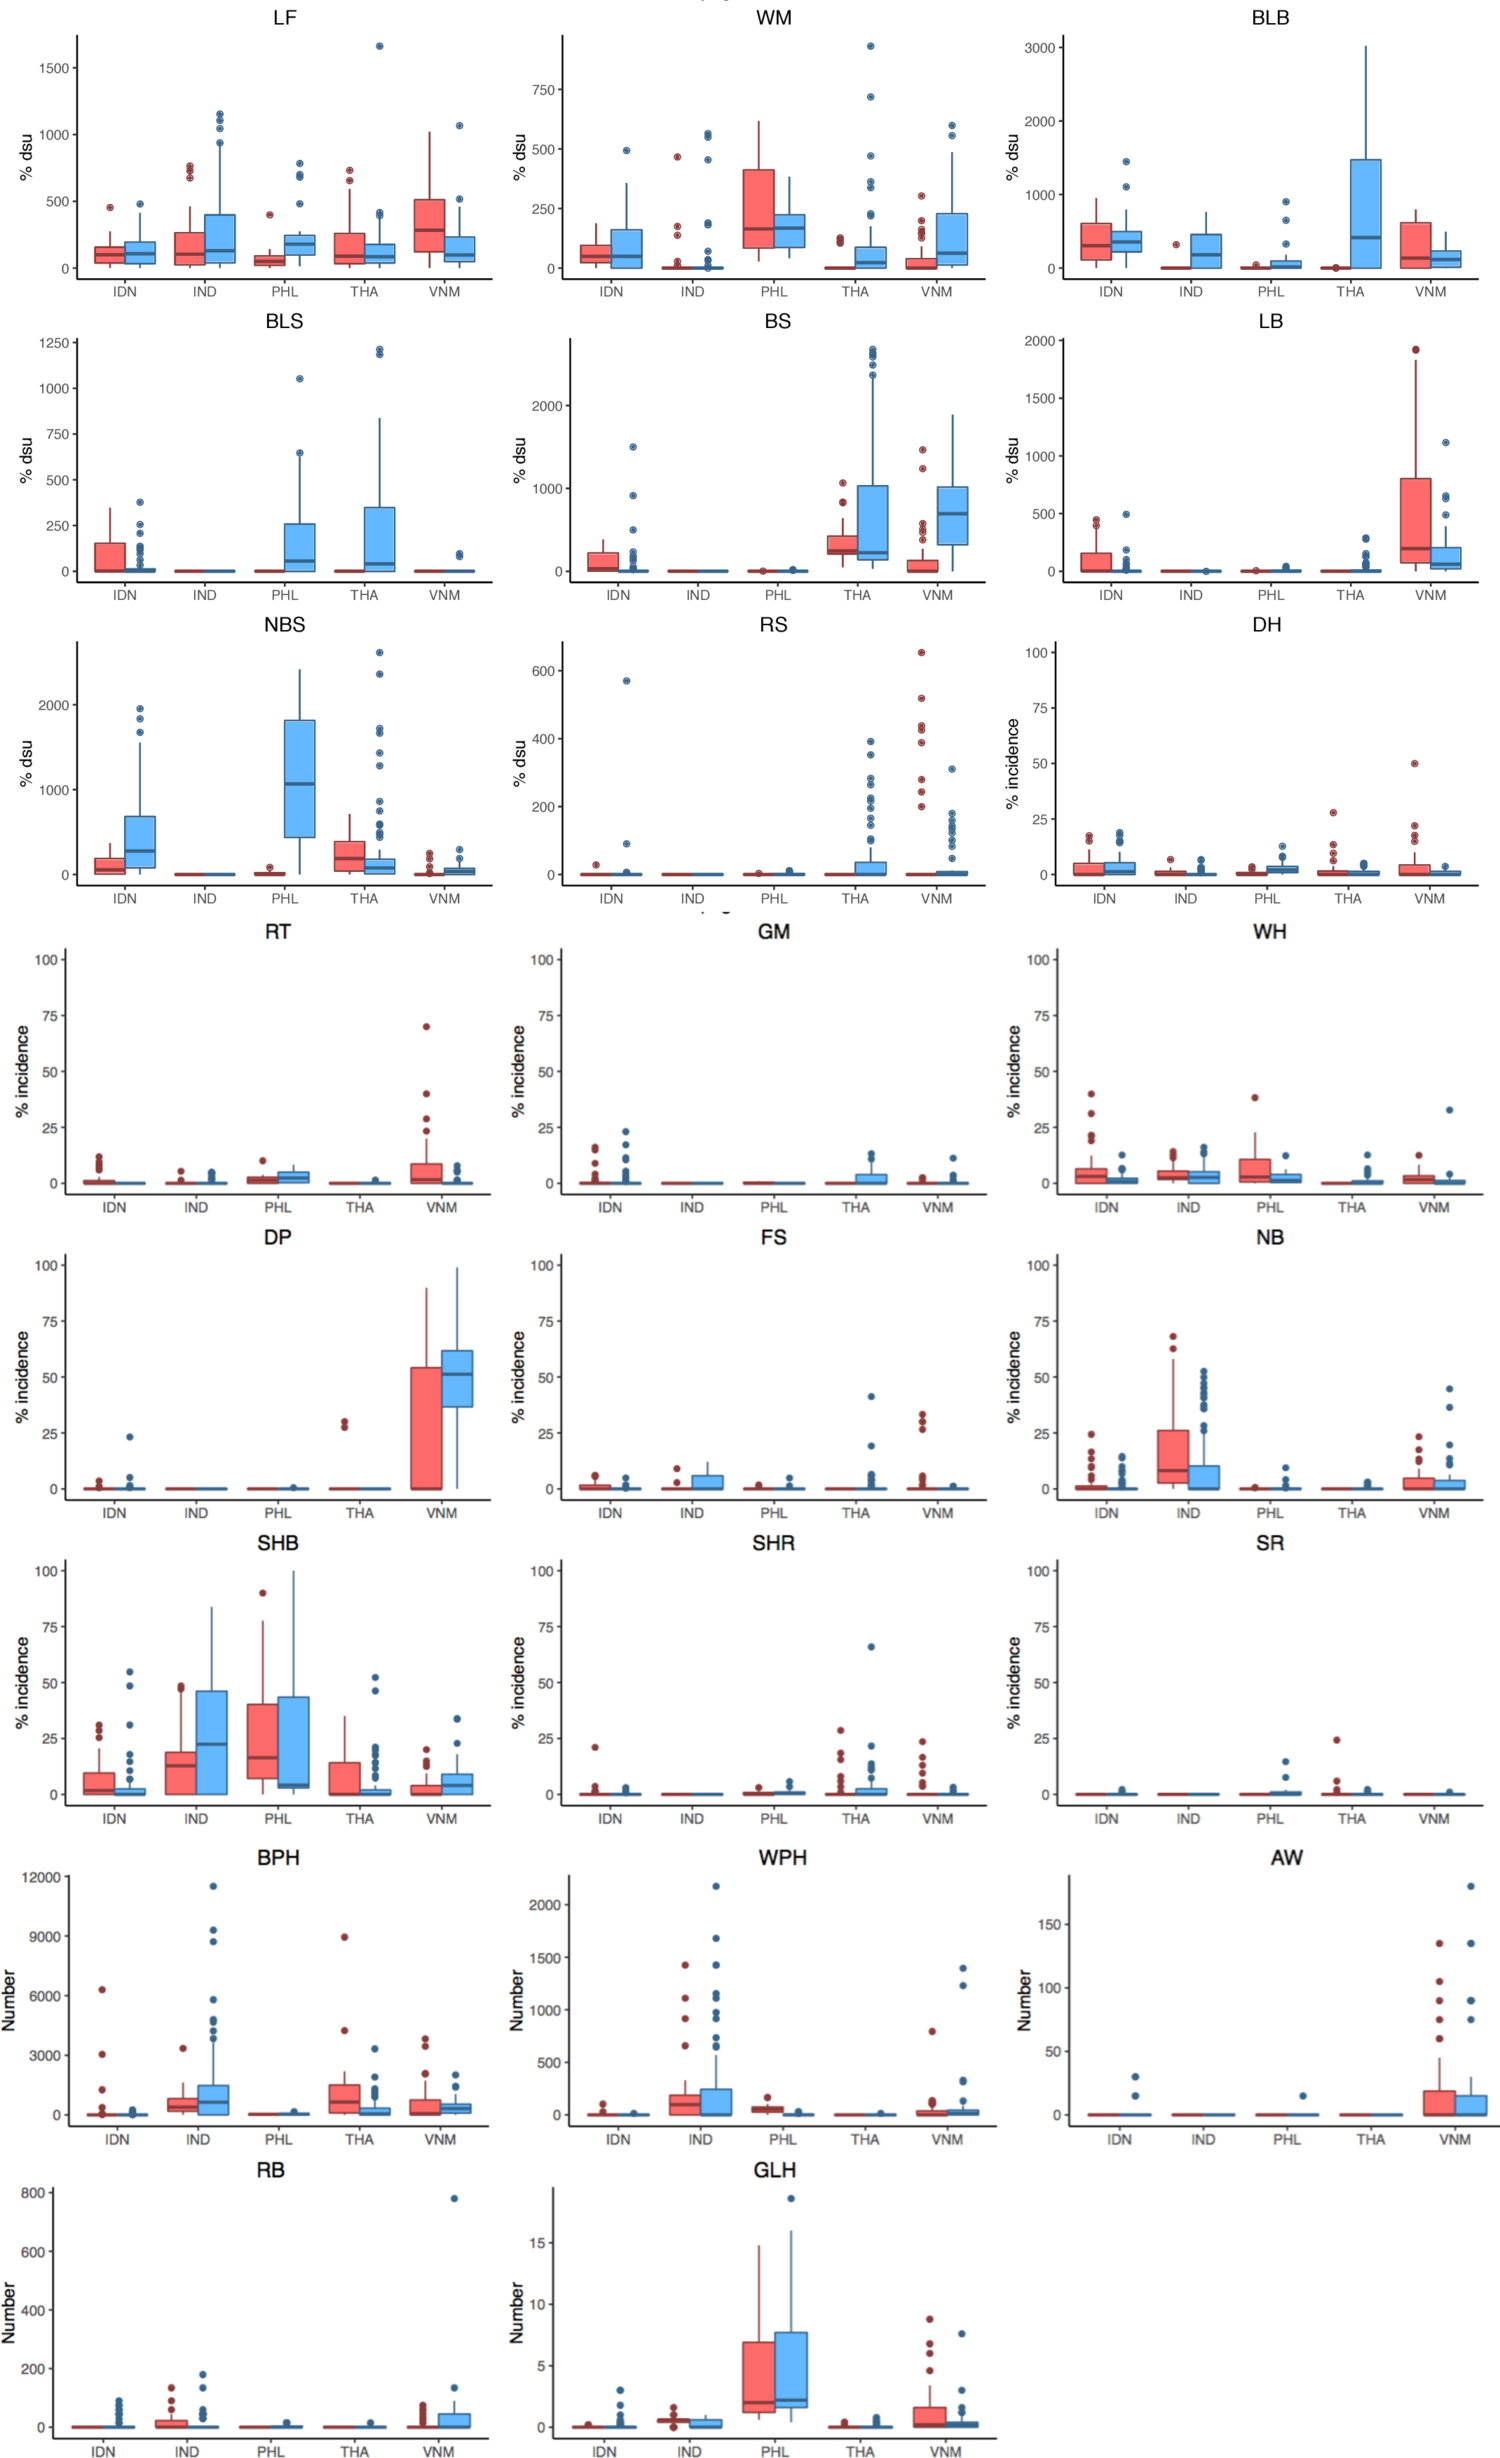 LF
WM
BLB
% dsu
1500
1000
500
0
IDN IND PHL THA VNM
% dsu
750
500
250
0
IDN IND PHL THA VNM
% dsu
3000
2000
1000
0
IDN IND PHL THA VNM
BLS
BS
LB
% dsu
1250
1000
750
500
250
0
IDN IND PHL THA VNM
% dsu
2000
1000
0
IDN IND PHL THA VNM
% dsu
2000
1500
1000
500
0
IDN IND PHL THA VNM
NBS
RS
DH
% dsu
2000
1000
0
IDN IND PHL THA VNM
% dsu
600
400
200
0
IDN IND PHL THA VNM
% incidence
100
75
50
25
0
IDN IND PHL THA VNM
RT
GM
WH
% incidence
100
75
50
25
0
IDN IND PHL THA VNM
% incidence
100
75
50
25
0
IDN IND PHL THA VNM
% incidence
100
75
50
25
0
IDN IND PHL THA VNM
DP
FS
NB
% incidence
100
75
50
25
0
IDN IND PHL THA VNM
% incidence
100
75
50
25
0
IDN IND PHL THA VNM
% incidence
100
75
50
25
0
IDN IND PHL THA VNM
SHB
SHR
SR
% incidence
100
75
50
25
0
IDN IND PHL THA VNM
% incidence
100
75
50
25
0
IDN IND PHL THA VNM
% incidence
100
75
50
25
0
IDN IND PHL THA VNM
BPH
WPH
AW
Number
12000
9000
6000
3000
0
IDN IND PHL THA VNM
Number
2000
1500
1000
500
0
IDN IND PHL THA VNM
Number
150
100
50
0
IDN IND PHL THA VNM
RB
GLH
Number
800
600
400
200
0
IDN IND PHL THA VNM
Number
15
10
5
0
IDN IND PHL THA VNM